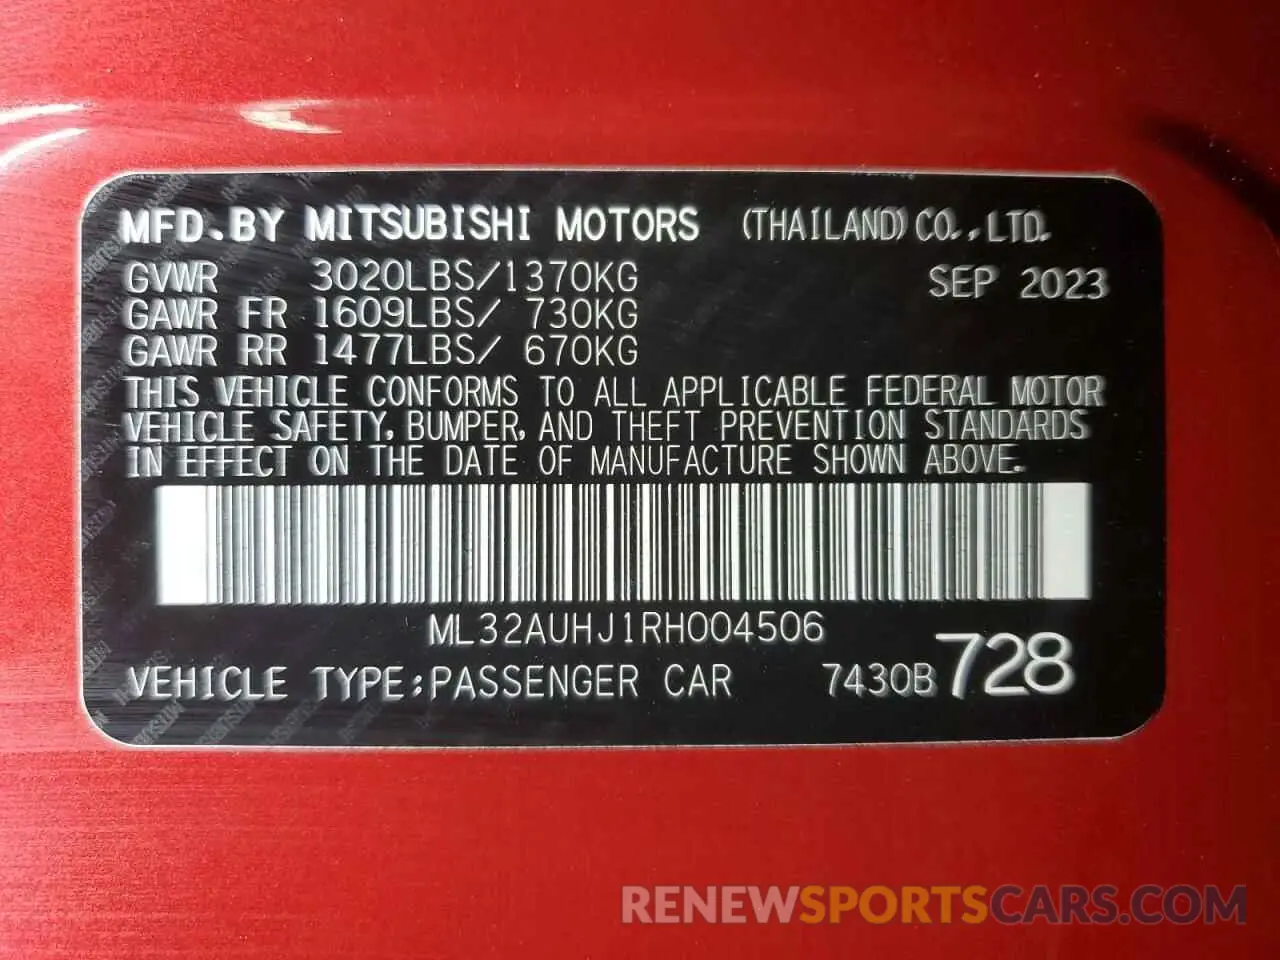 MFD.BY MITSUBISHI MOTORS (THAILAND) CO.,LTD.
GVWR 3020LBS/1370KG SEP 2023
GAWR FR 1609LBS/ 730KG
GAWR RR 1477LBS/ 670KG
THIS VEHICLE CONFORMS TO ALL APPLICABLE FEDERAL MOTOR
VEHICLE SAFETY, BUMPER, AND THEFT PREVENTION STANDARDS
IN EFFECT ON THE DATE OF MANUFACTURE SHOWN ABOVE.
ML32AUHJ1RH004506
VEHICLE TYPE:PASSENGER CAR 7430B 728
RENEWSPORTSCARS.COM